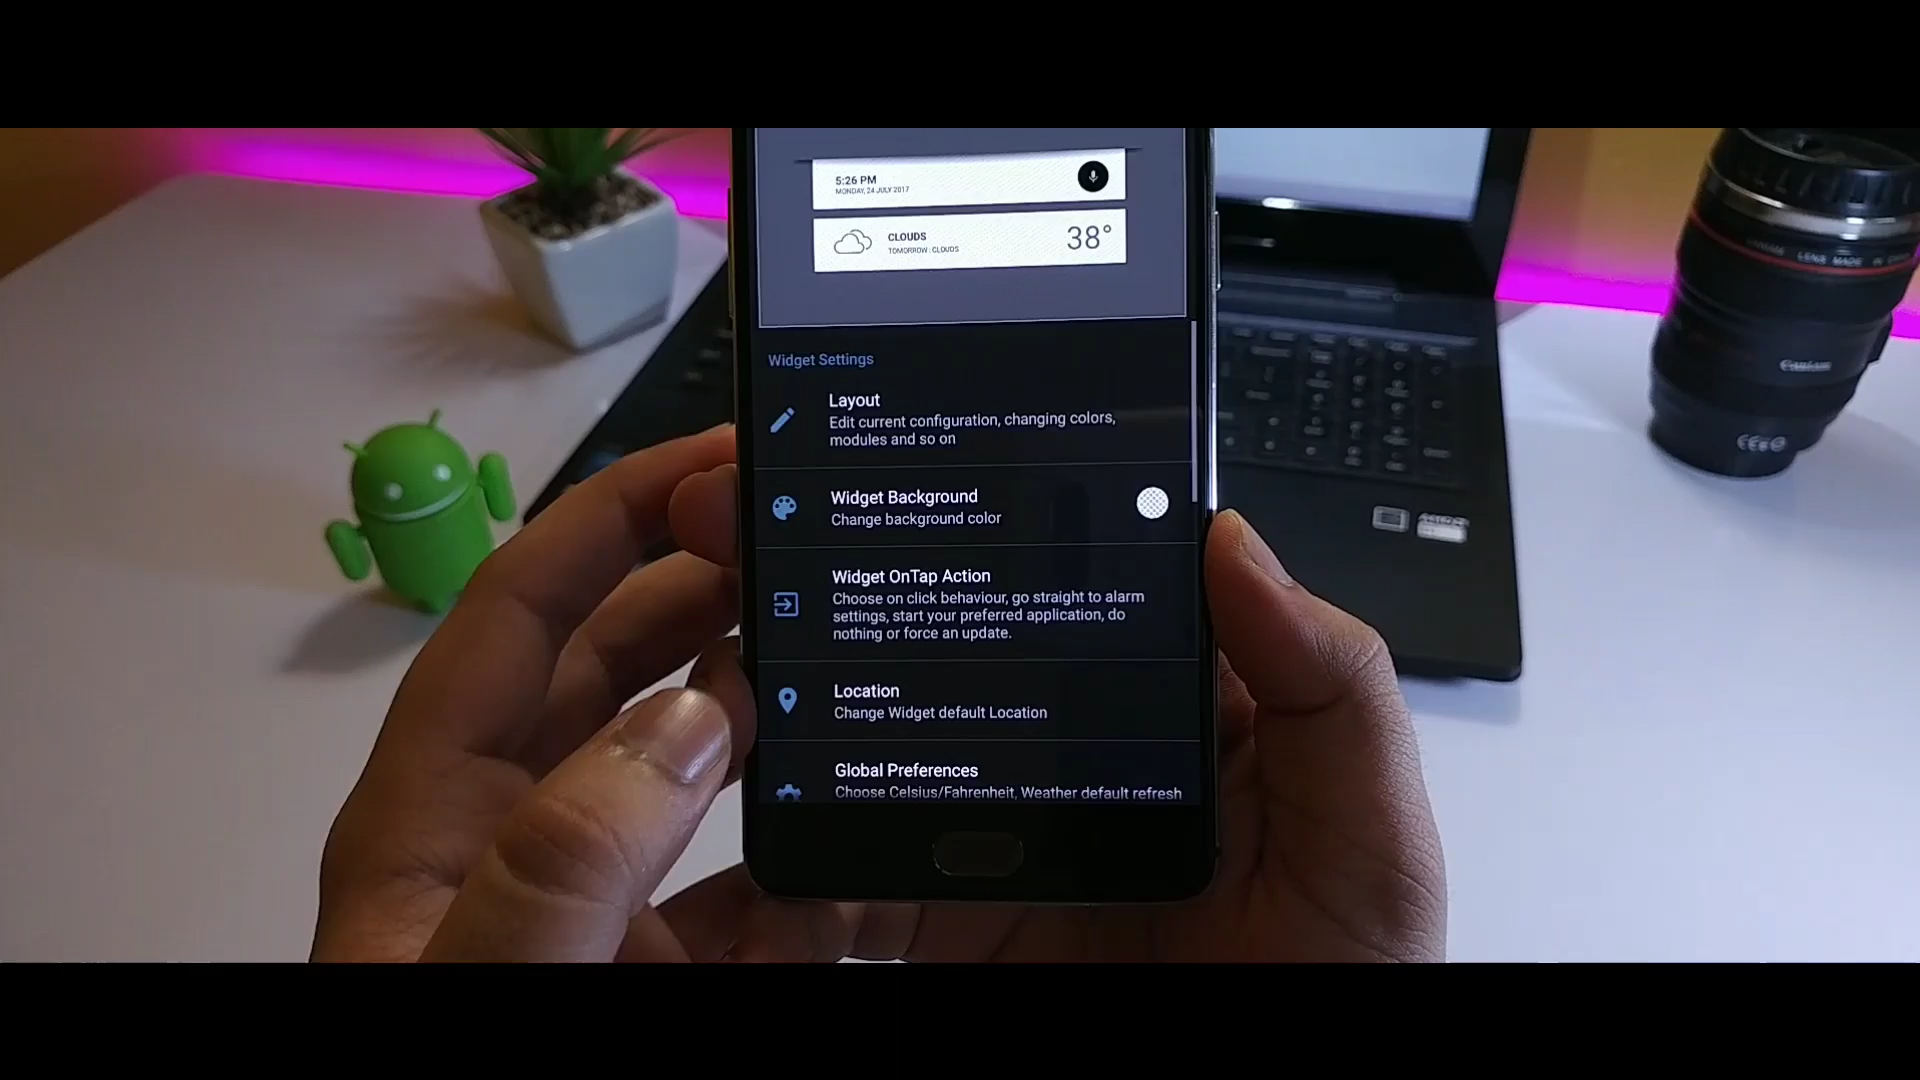 5:26 PM
MONDAY, 24 JULY 2017
CLOUDS
TOMORROW : CLOUDS
38°
Widget Settings
Layout
Edit current configuration, changing colors,
modules and so on
Widget Background
Change background color
Widget OnTap Action
Choose on click behaviour, go straight to alarm
settings, start your preferred application, do
nothing or force an update.
Location
Change Widget default Location
Global Preferences
Choose Celsius/Fahrenheit, Weather default refresh
LENS MADE IN